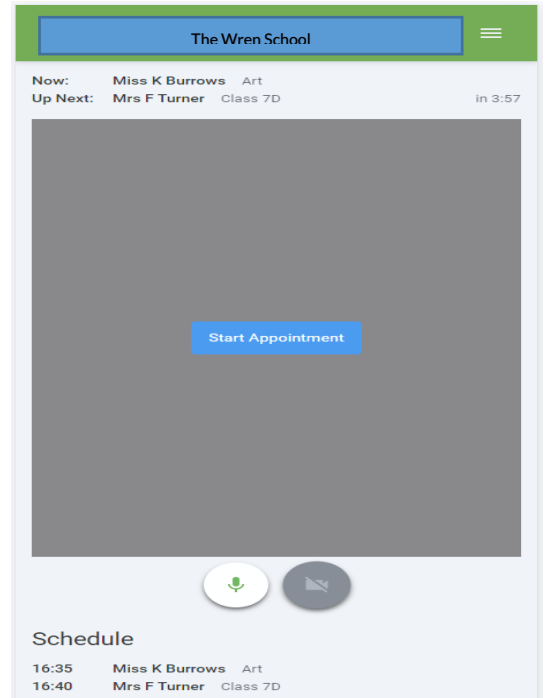 The Wren School
Now: Miss K Burrows Art
Up Next: Mrs F Turner Class 7D in 3:57
Start Appointment
Schedule
16:35 Miss K Burrows Art
16:40 Mrs F Turner Class 7D